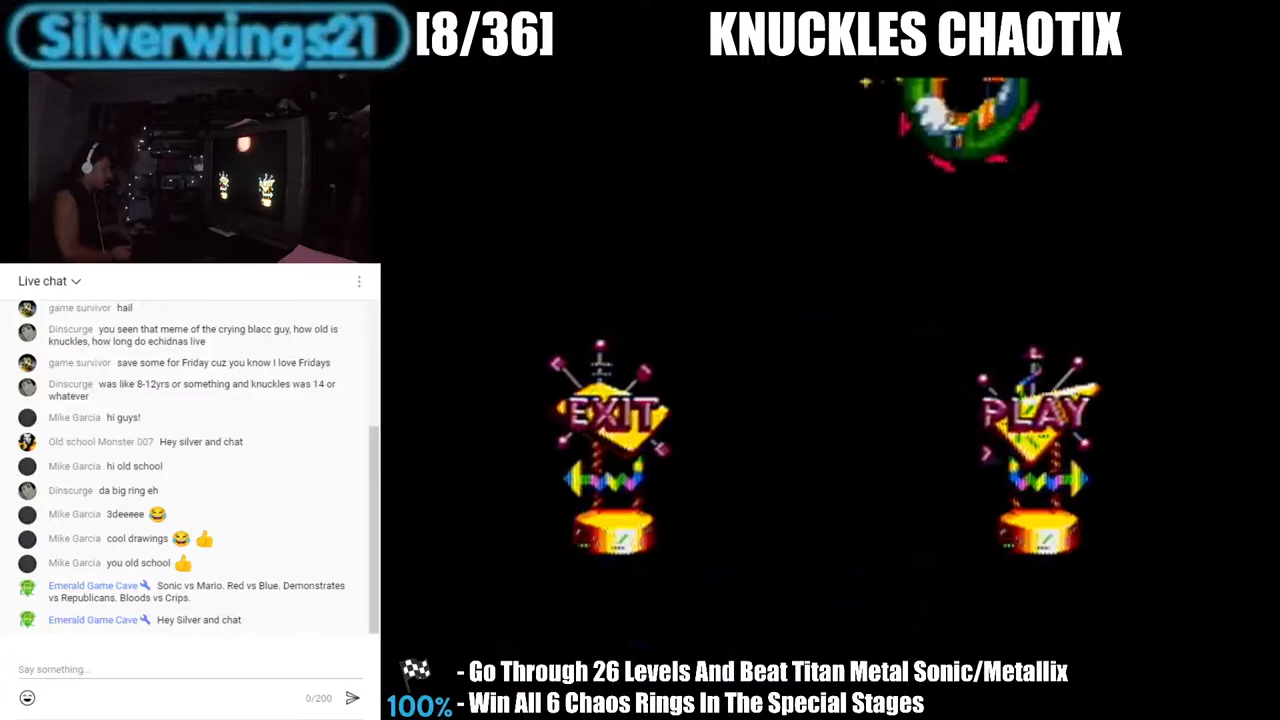 Silverwings21
[8/36]
KNUCKLES CHAOTIX
Live chat
game survivor hail
Dinscurge you seen that meme of the crying blacc guy, how old is
knuckles, how long do echidnas live
game survivor save some for Friday cuz you know I love Fridays
Dinscurge was like 8-12yrs or something and knuckles was 14 or
whatever
Mike Garcia hi guys!
Old school Monster 007 Hey silver and chat
Mike Garcia hi old school
Dinscurge da big ring eh
Mike Garcia 3deeeee 😂
Mike Garcia cool drawings 😂 👍
Mike Garcia you old school 👍
Emerald Game Cave Sonic vs Mario. Red vs Blue. Demonstrates
vs Republicans. Bloods vs Crips.
Emerald Game Cave Hey Silver and chat
Say something...
0/200
EXIT
PLAY
- Go Through 26 Levels And Beat Titan Metal Sonic/Metallix
100% - Win All 6 Chaos Rings In The Special Stages